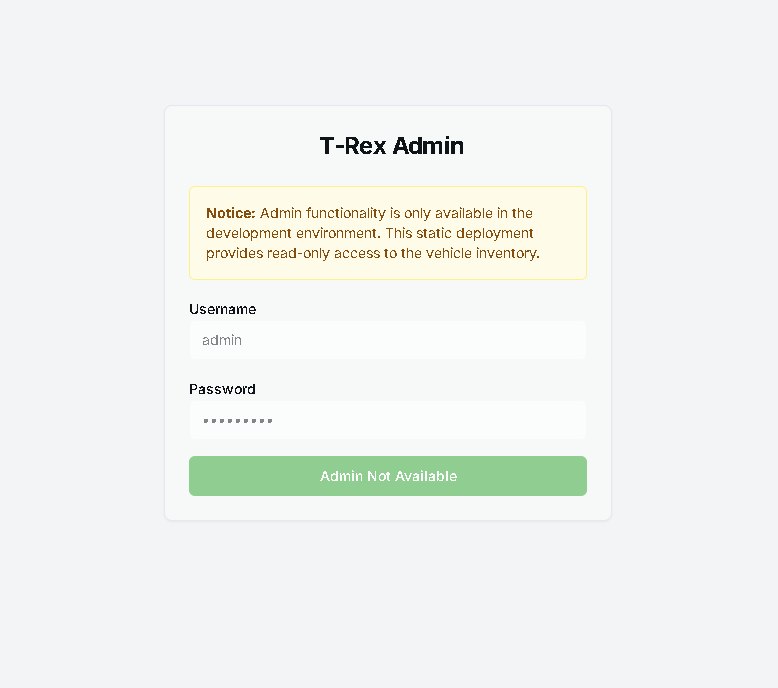 T-Rex Admin
Notice: Admin functionality is only available in the
development environment. This static deployment
provides read-only access to the vehicle inventory.
Username
admin
Password
•••••••••
Admin Not Available